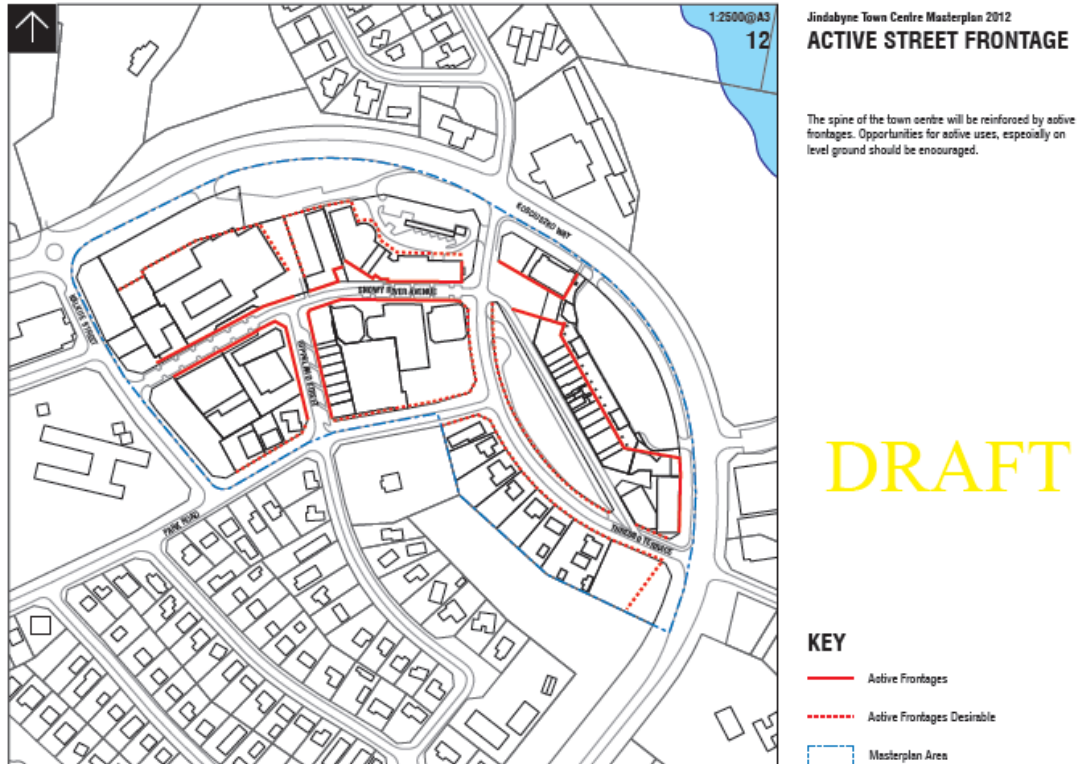 1:2500@A3
12
Jindabyne Town Centre Masterplan 2012
ACTIVE STREET FRONTAGE
The spine of the town centre will be reinforced by active
frontages. Opportunities for active uses, especially on
level ground should be encouraged.
KOSCIUSZKO WAY
SNOWY RIVER AVENUE
GIPPSLAND STREET
PARK ROAD
THREDBO TERRACE
DRAFT
KEY
Active Frontages
Active Frontages Desirable
Masterplan Area